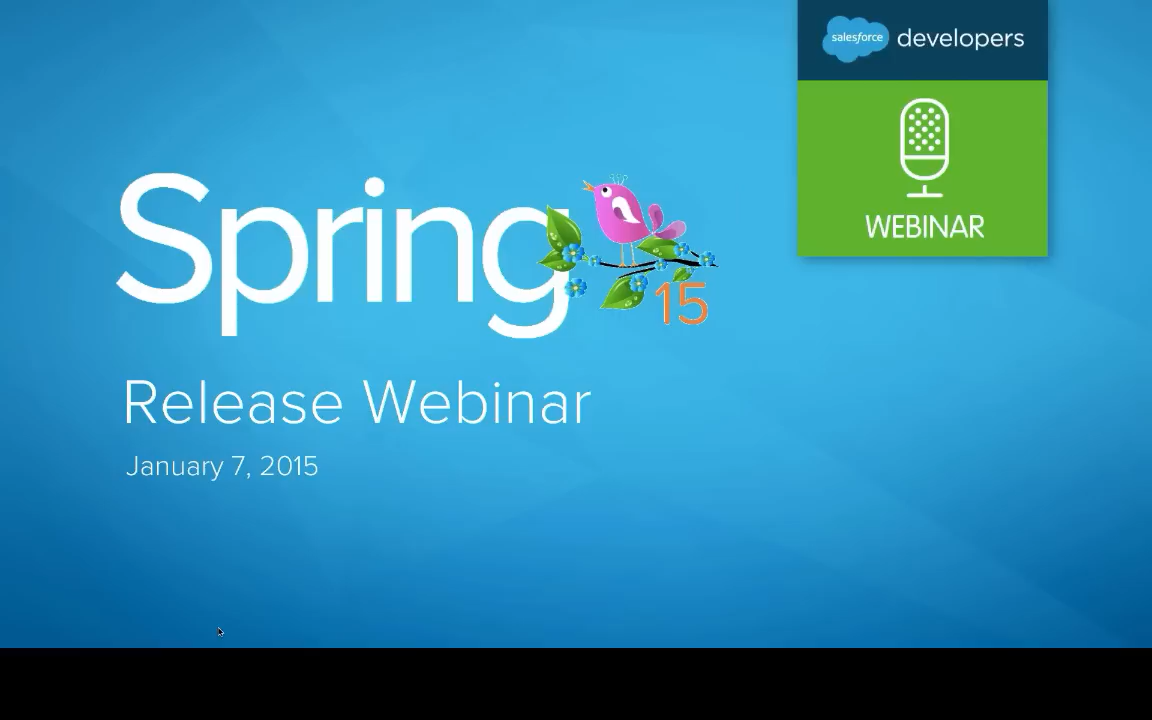 salesforce developers
WEBINAR
Spring
15
Release Webinar
January 7, 2015